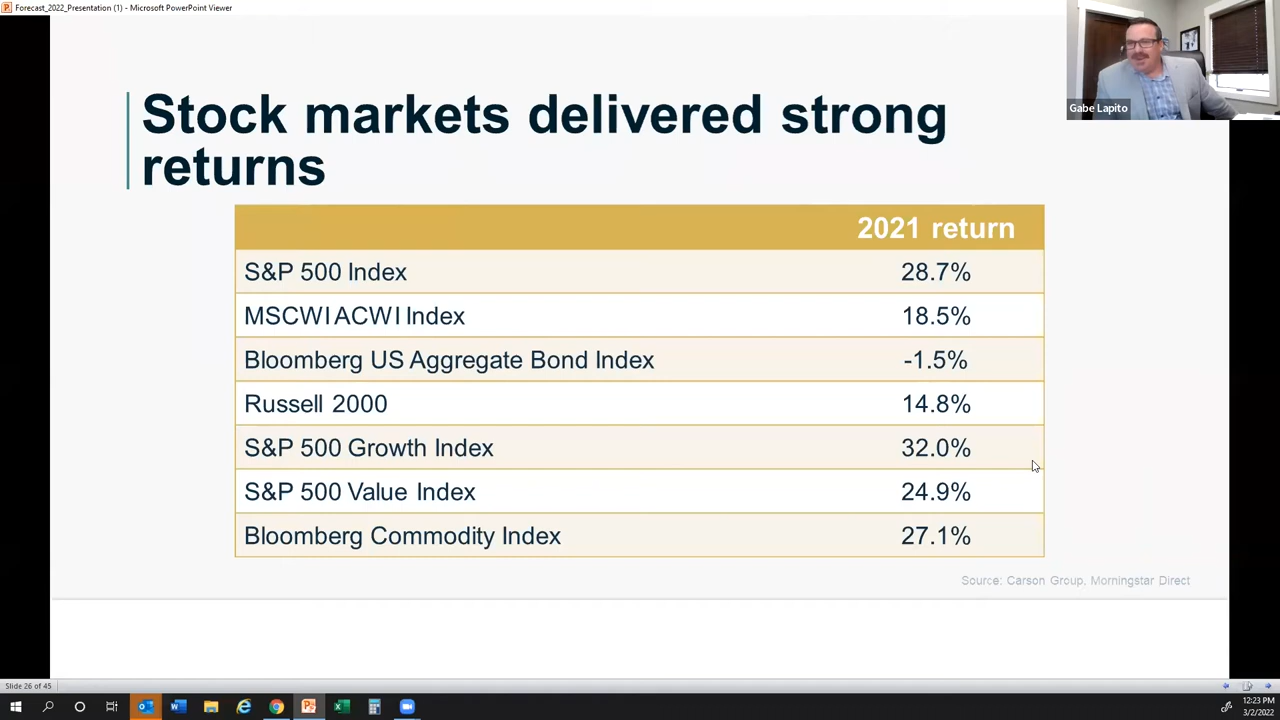 Forecast_2022_Presentation (1) - Microsoft PowerPoint Viewer
Gabe Lapito
Stock markets delivered strong
returns
2021 return
S&P 500 Index 28.7%
MSCWI ACWI Index 18.5%
Bloomberg US Aggregate Bond Index -1.5%
Russell 2000 14.8%
S&P 500 Growth Index 32.0%
S&P 500 Value Index 24.9%
Bloomberg Commodity Index 27.1%
Source: Carson Group, Morningstar Direct
Slide 26 of 45
12:23 PM
3/2/2022